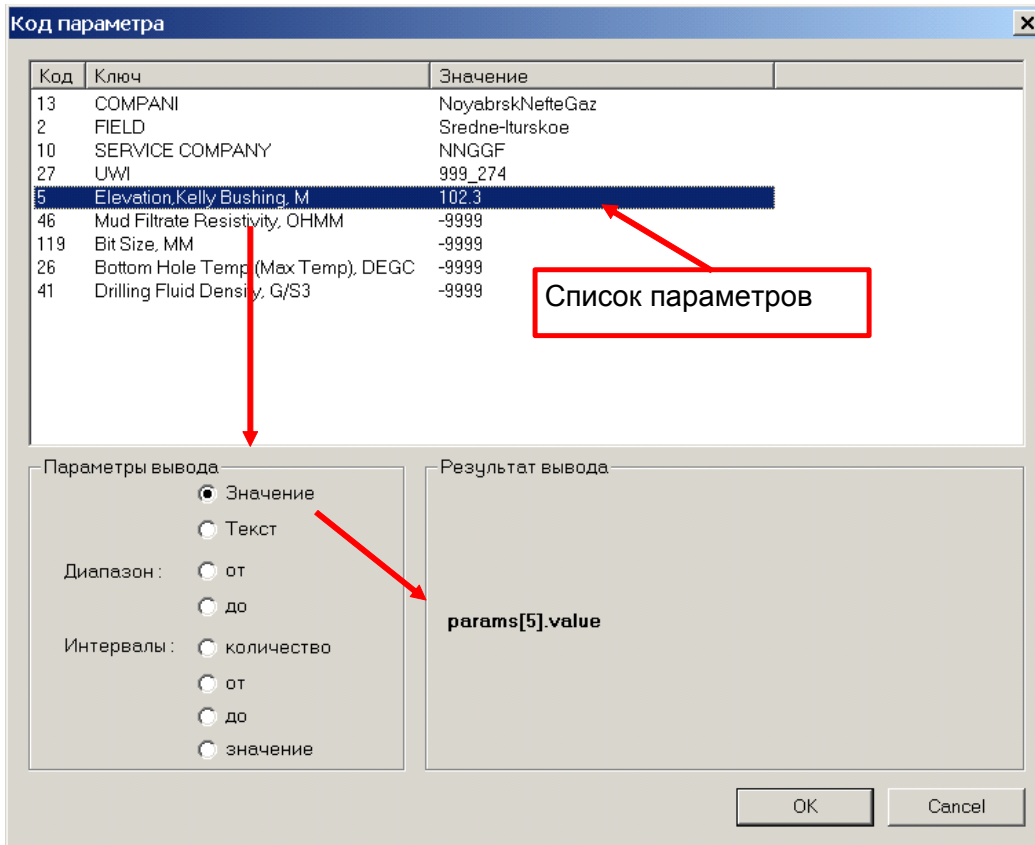 Код параметра
Код Ключ Значение
13 COMPANI NoyabrskNefteGaz
2 FIELD Sredne-Iturskoe
10 SERVICE COMPANY NNGGF
27 UWI 999_274
5 Elevation,Kelly Bushing, M 102.3
46 Mud Filtrate Resistivity, OHMM -9999
119 Bit Size, MM -9999
26 Bottom Hole Temp (Max Temp), DEGC -9999
41 Drilling Fluid Density, G/S3 -9999
Список параметров
Параметры вывода
Значение
Текст
Диапазон : от
до
Интервалы : количество
от
до
значение
Результат вывода
params[5].value
OK Cancel